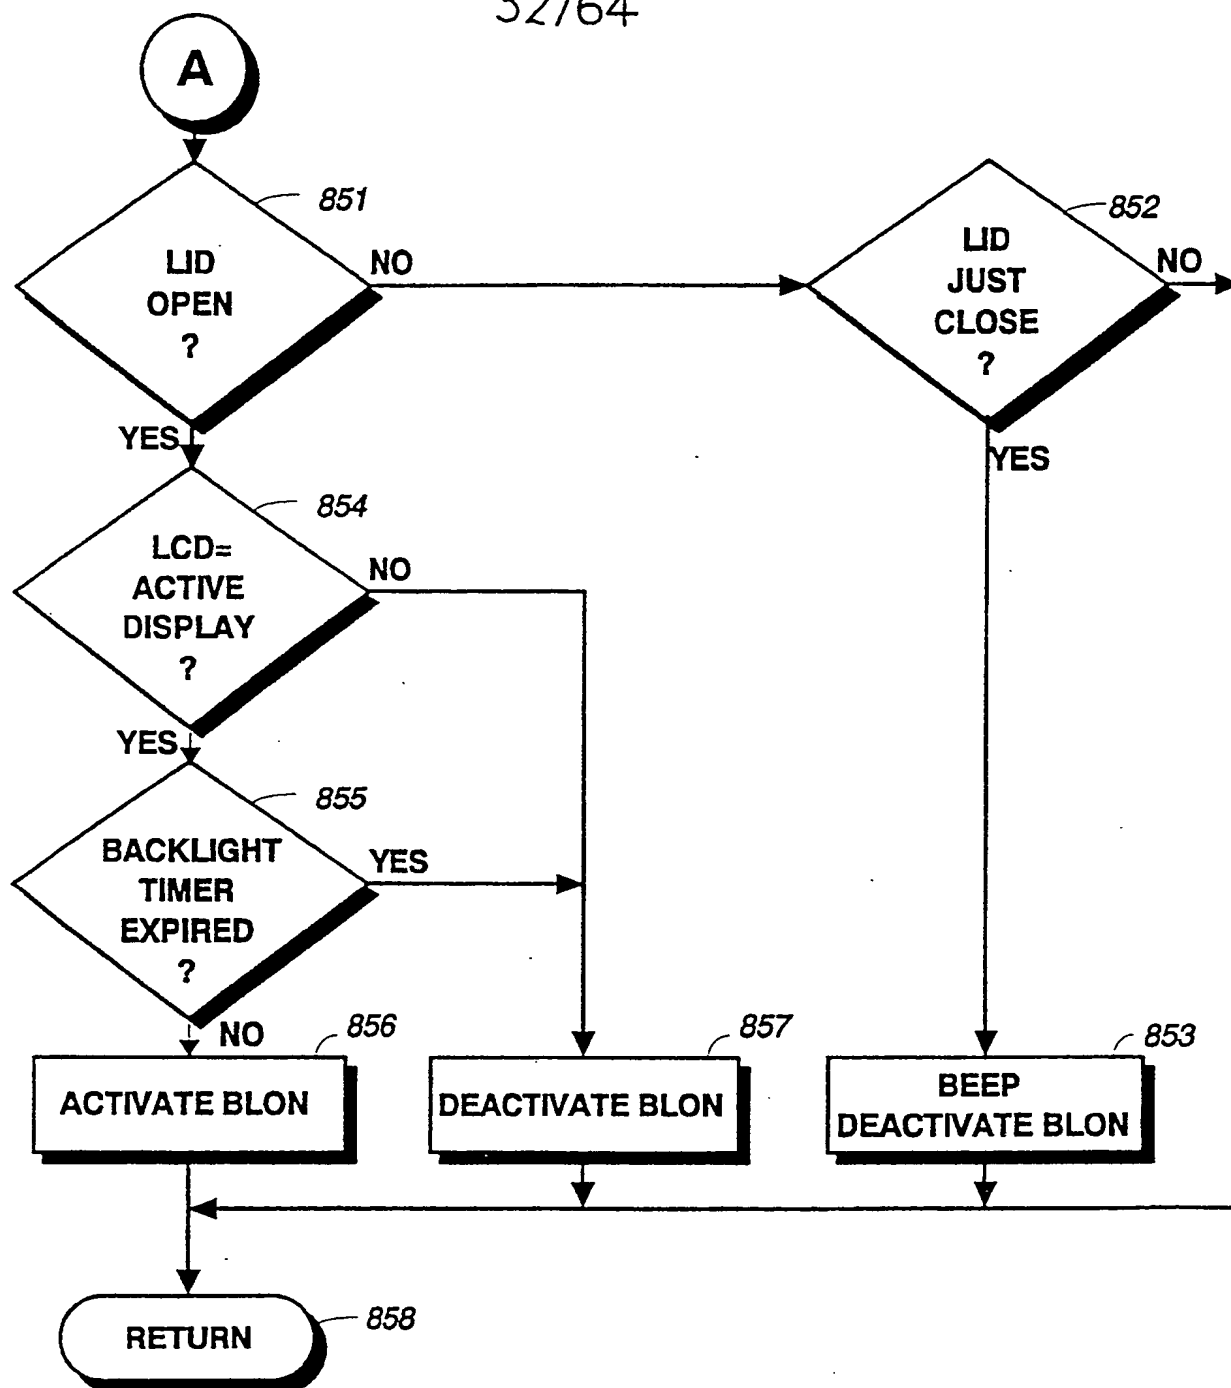 32/64
A
851
LID
OPEN
?
NO
YES
852
LID
JUST
CLOSE
?
NO
YES
854
LCD=
ACTIVE
DISPLAY
?
NO
YES
855
BACKLIGHT
TIMER
EXPIRED
?
YES
NO
856
ACTIVATE BLON
857
DEACTIVATE BLON
853
BEEP
DEACTIVATE BLON
RETURN
858